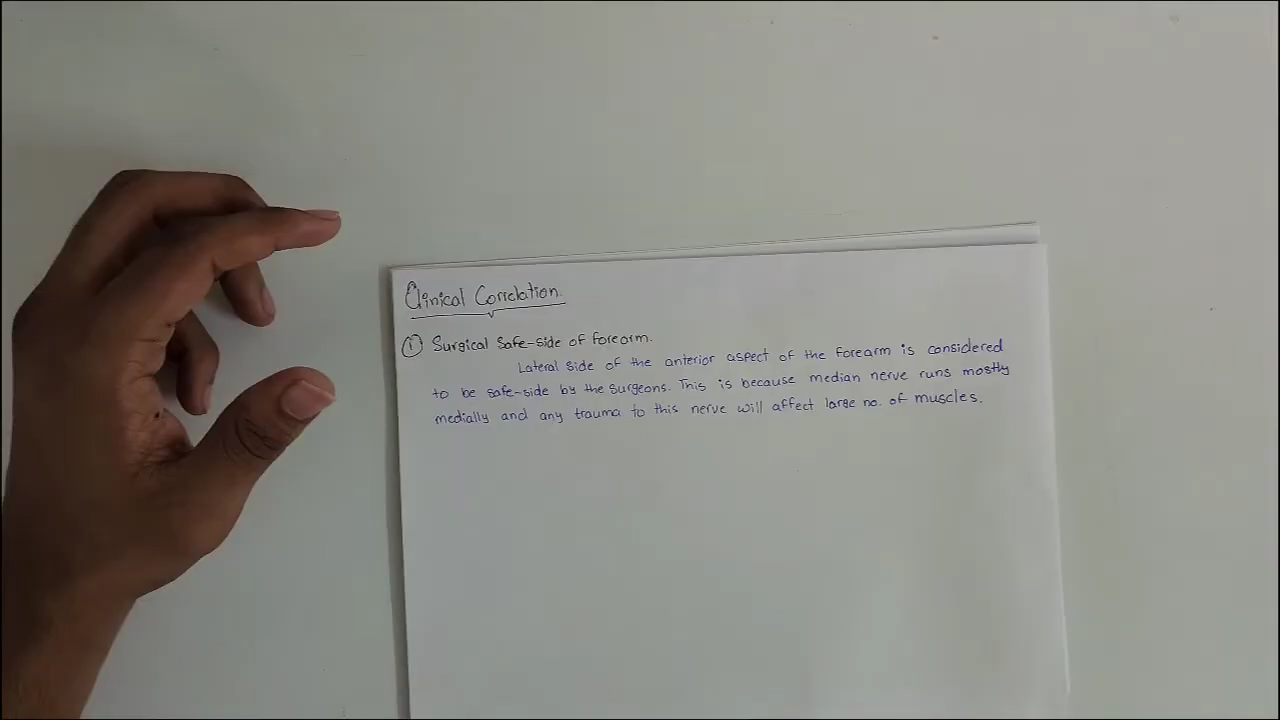 Clinical Correlation.
① Surgical Safe-side of forearm.
Lateral side of the anterior aspect of the forearm is considered
to be safe-side by the surgeons. This is because median nerve runs mostly
medially and any trauma to this nerve will affect large no. of muscles.